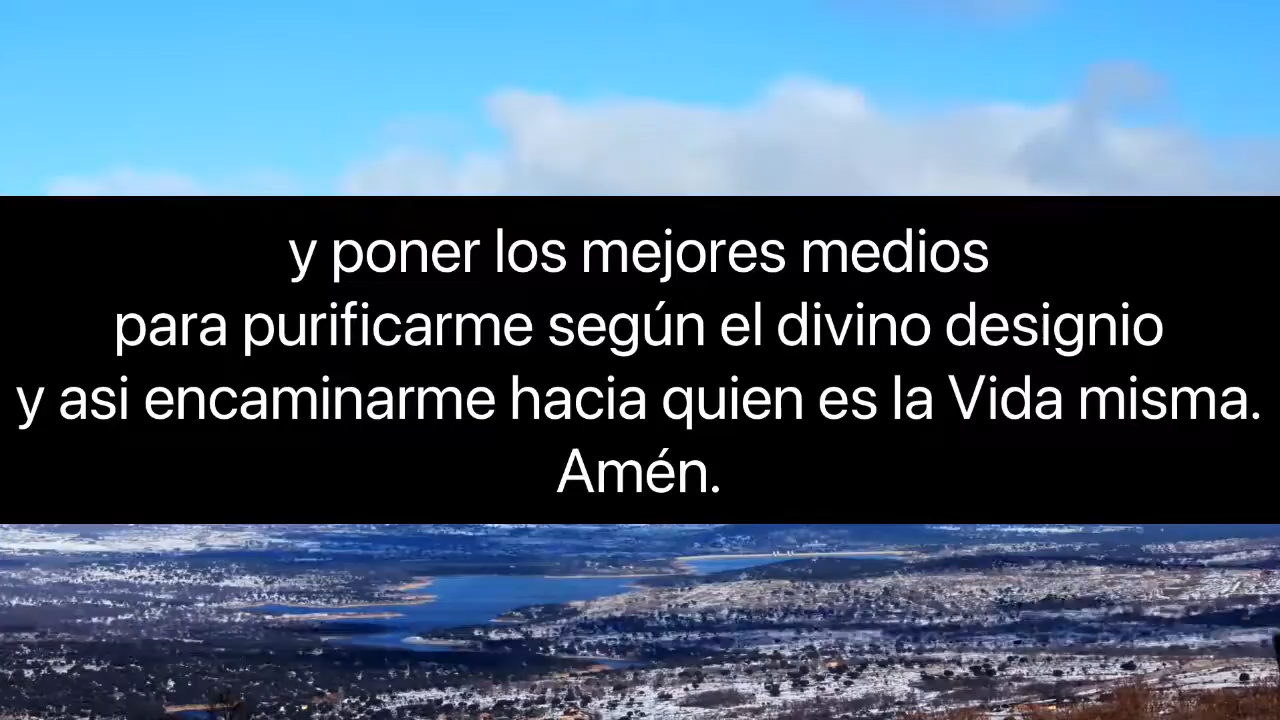 y poner los mejores medios
para purificarme según el divino designio
y asi encaminarme hacia quien es la Vida misma.
Amén.